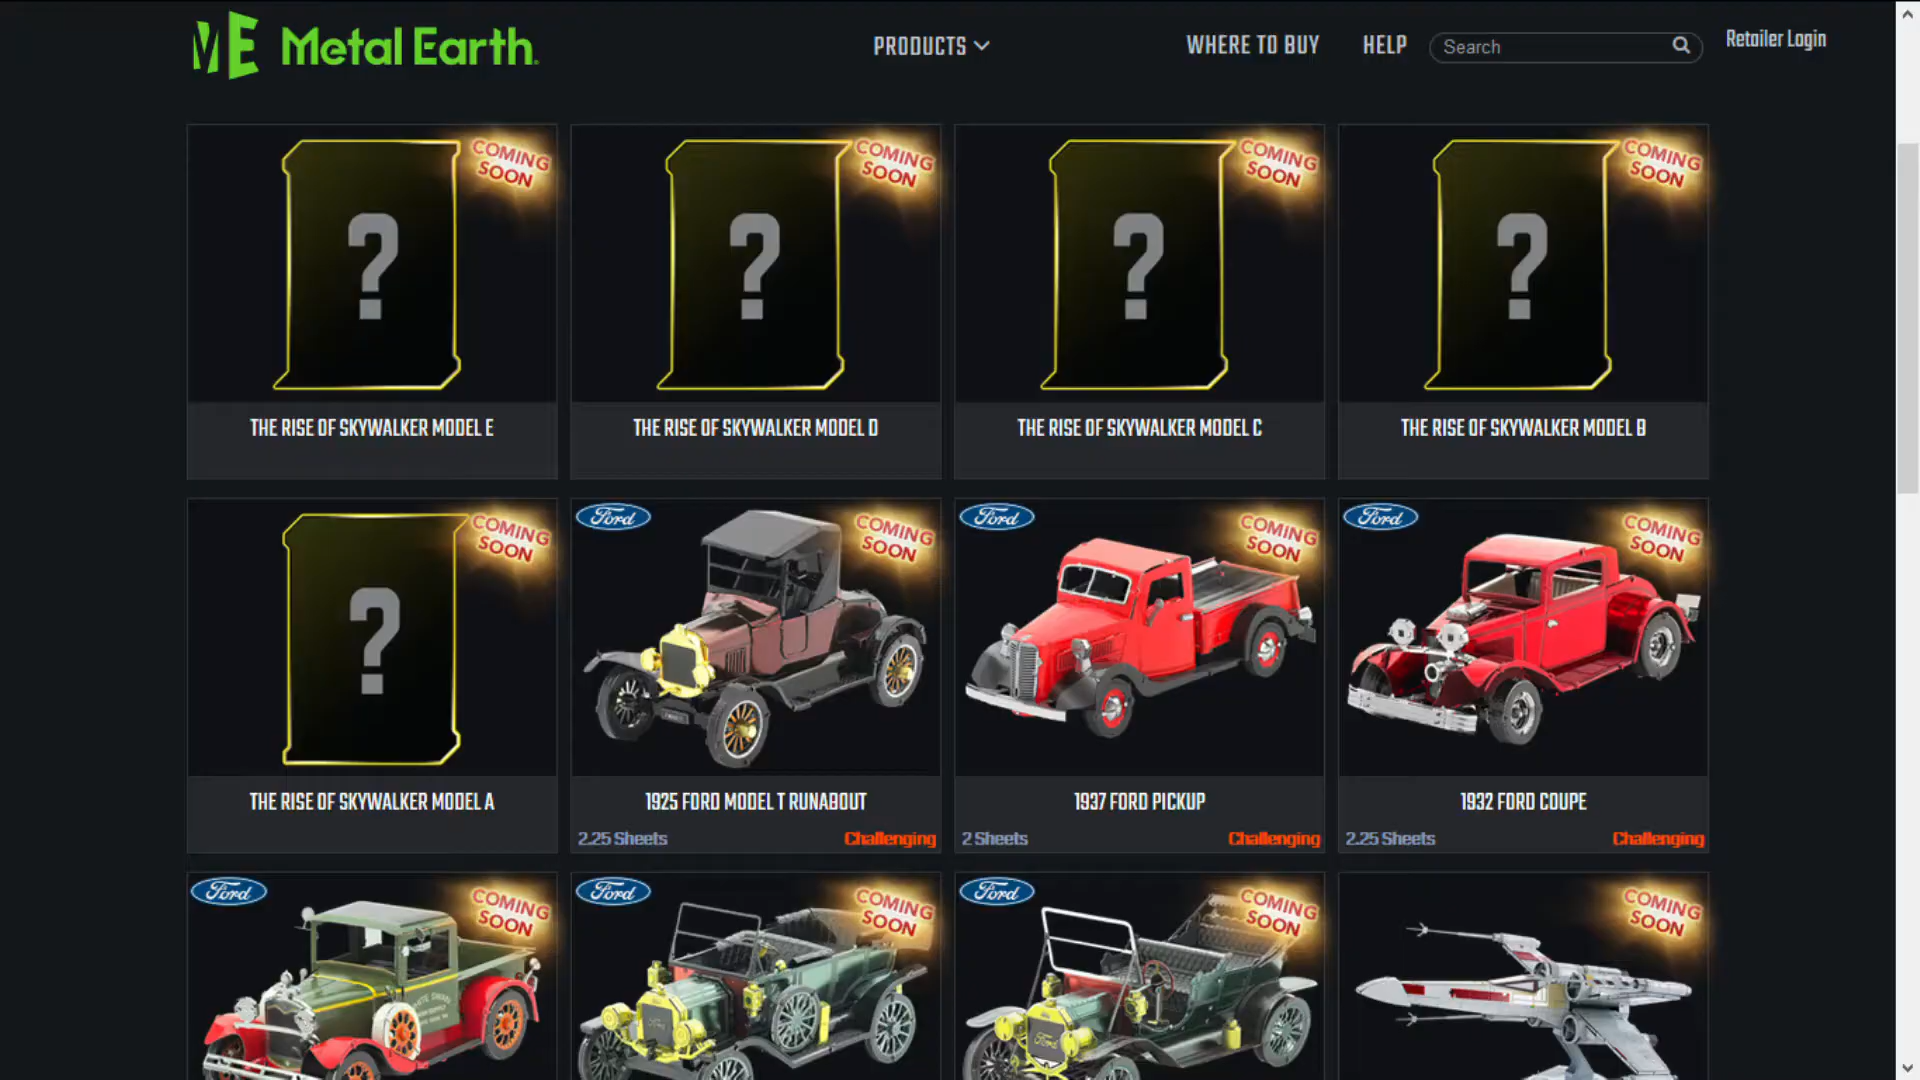 ME Metal Earth.
PRODUCTS
WHERE TO BUY
HELP
Search
Retailer Login
COMING SOON
COMING SOON
COMING SOON
COMING SOON
?
?
?
?
THE RISE OF SKYWALKER MODEL E
THE RISE OF SKYWALKER MODEL D
THE RISE OF SKYWALKER MODEL C
THE RISE OF SKYWALKER MODEL B
COMING SOON
Ford
COMING SOON
Ford
COMING SOON
Ford
COMING SOON
?
THE RISE OF SKYWALKER MODEL A
1925 FORD MODEL T RUNABOUT
2.25 Sheets
Challenging
1937 FORD PICKUP
2 Sheets
Challenging
1932 FORD COUPE
2.25 Sheets
Challenging
Ford
COMING SOON
Ford
COMING SOON
Ford
COMING SOON
COMING SOON
Ford